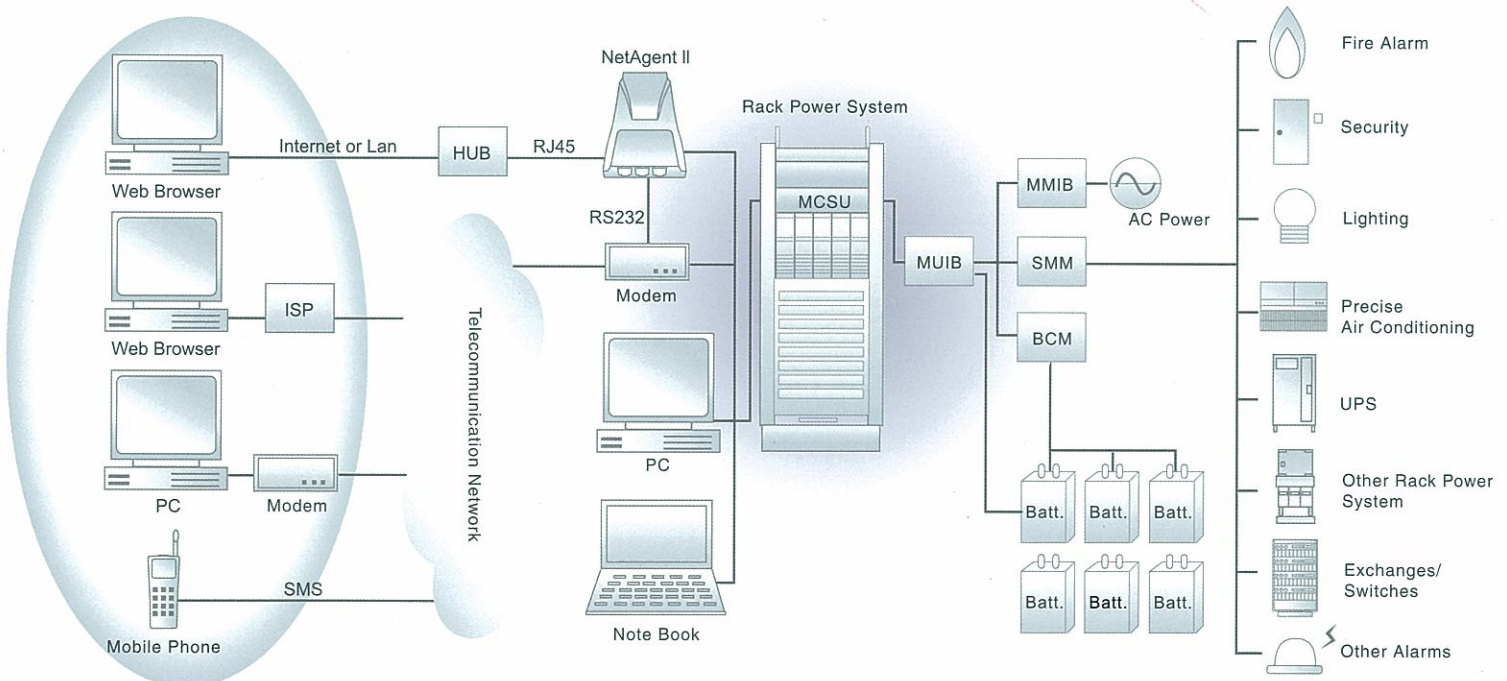 NetAgent II
Rack Power System
Internet or Lan
HUB
RJ45
Web Browser
RS232
MCSU
Modem
ISP
Web Browser
Telecommunication Network
PC
Modem
PC
SMS
Mobile Phone
Note Book
MUIB
MMIB
AC Power
SMM
BCM
Batt.
Batt.
Batt.
Batt.
Batt.
Batt.
Fire Alarm
Security
Lighting
Precise
Air Conditioning
UPS
Other Rack Power
System
Exchanges/
Switches
Other Alarms